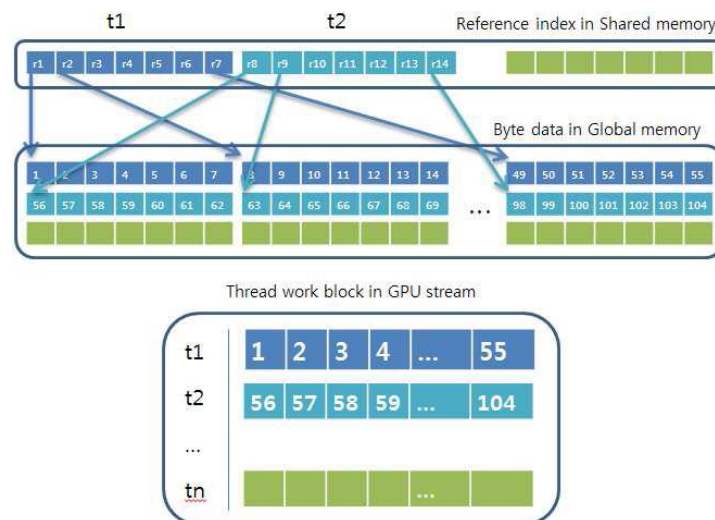 t1 t2
Reference index in Shared memory
r1 r2 r3 r4 r5 r6 r7 r8 r9 r10 r11 r12 r13 r14
Byte data in Global memory
1 2 3 4 5 6 7 8 9 10 11 12 13 14 49 50 51 52 53 54 55
56 57 58 59 60 61 62 63 64 65 66 67 68 69 ... 98 99 100 101 102 103 104
Thread work block in GPU stream
t1 1 2 3 4 ... 55
t2 56 57 58 59 ... 104
...
tn ...